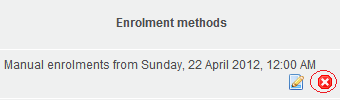 Enrolment methods
Manual enrolments from Sunday, 22 April 2012, 12:00 AM